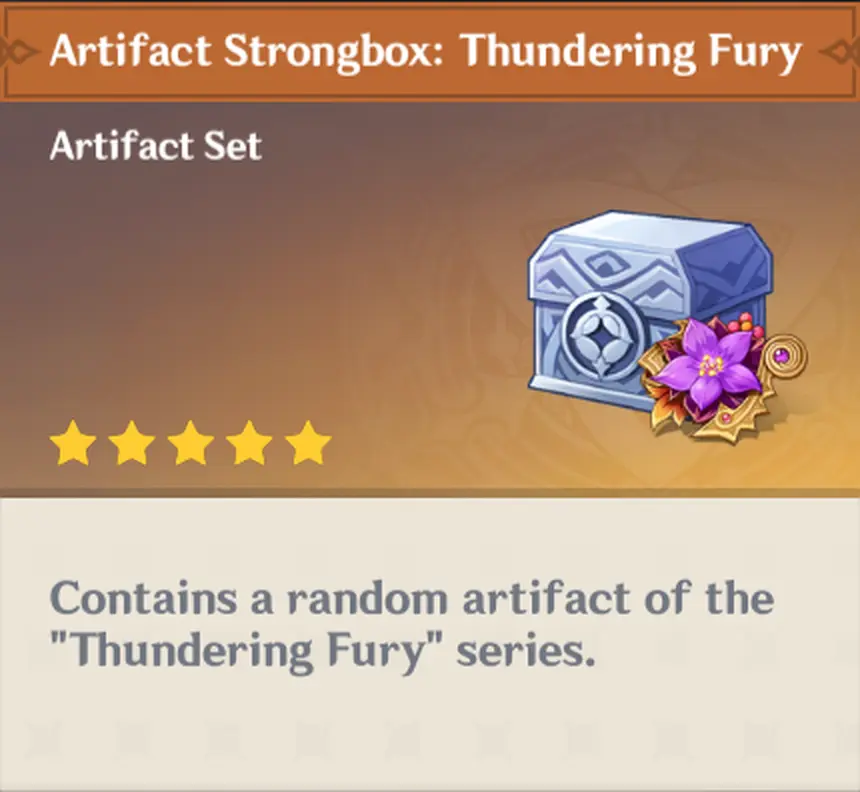 Artifact Strongbox: Thundering Fury
Artifact Set
Contains a random artifact of the
"Thundering Fury" series.